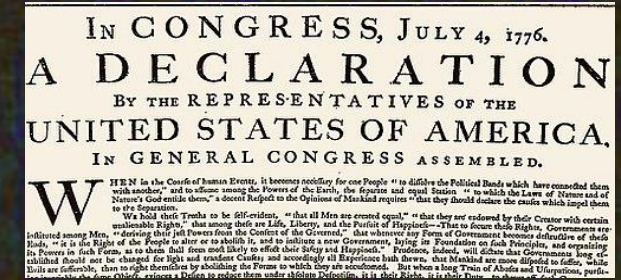 IN CONGRESS, JULY 4, 1776.
A DECLARATION
BY THE REPRESENTATIVES OF THE
UNITED STATES OF AMERICA,
IN GENERAL CONGRESS ASSEMBLED.
WHEN in the Course of human Events, it becomes necessary for one People " to dissolve the Political Bands which have connected them
with another," and to assume among the Powers of the Earth, the separate and equal Station " to which the Laws of Nature and of
Nature's God entitle them," a decent Respect to the Opinions of Mankind requires " that they should declare the causes which impel them
to the Separation.
We hold these Truths to be self-evident, " that all Men are created equal," " that they are endowed by their Creator with certain
unalienable Rights," that among these are Life, Liberty, and the Pursuit of Happiness—That to secure these Rights, Governments are
instituted among Men, " deriving their just Powers from the Consent of the Governed," that whenever any Form of Government becomes destructive of these
Ends, " it is the Right of the People to alter or to abolish it, and to institute a new Government, laying its Foundation on such Principles, and organizing
its Powers in such Form, as to them shall seem most likely to effect their Safety and Happiness." Prudence, indeed, will dictate that Governments long es-
tablished should not be changed for light and transient Causes; and accordingly all Experience hath shewn, that Mankind are more disposed to suffer, while
Evils are sufferable, than to right themselves by abolishing the Forms to which they are accustomed. But when a long Train of Abuses and Usurpations, pursu-